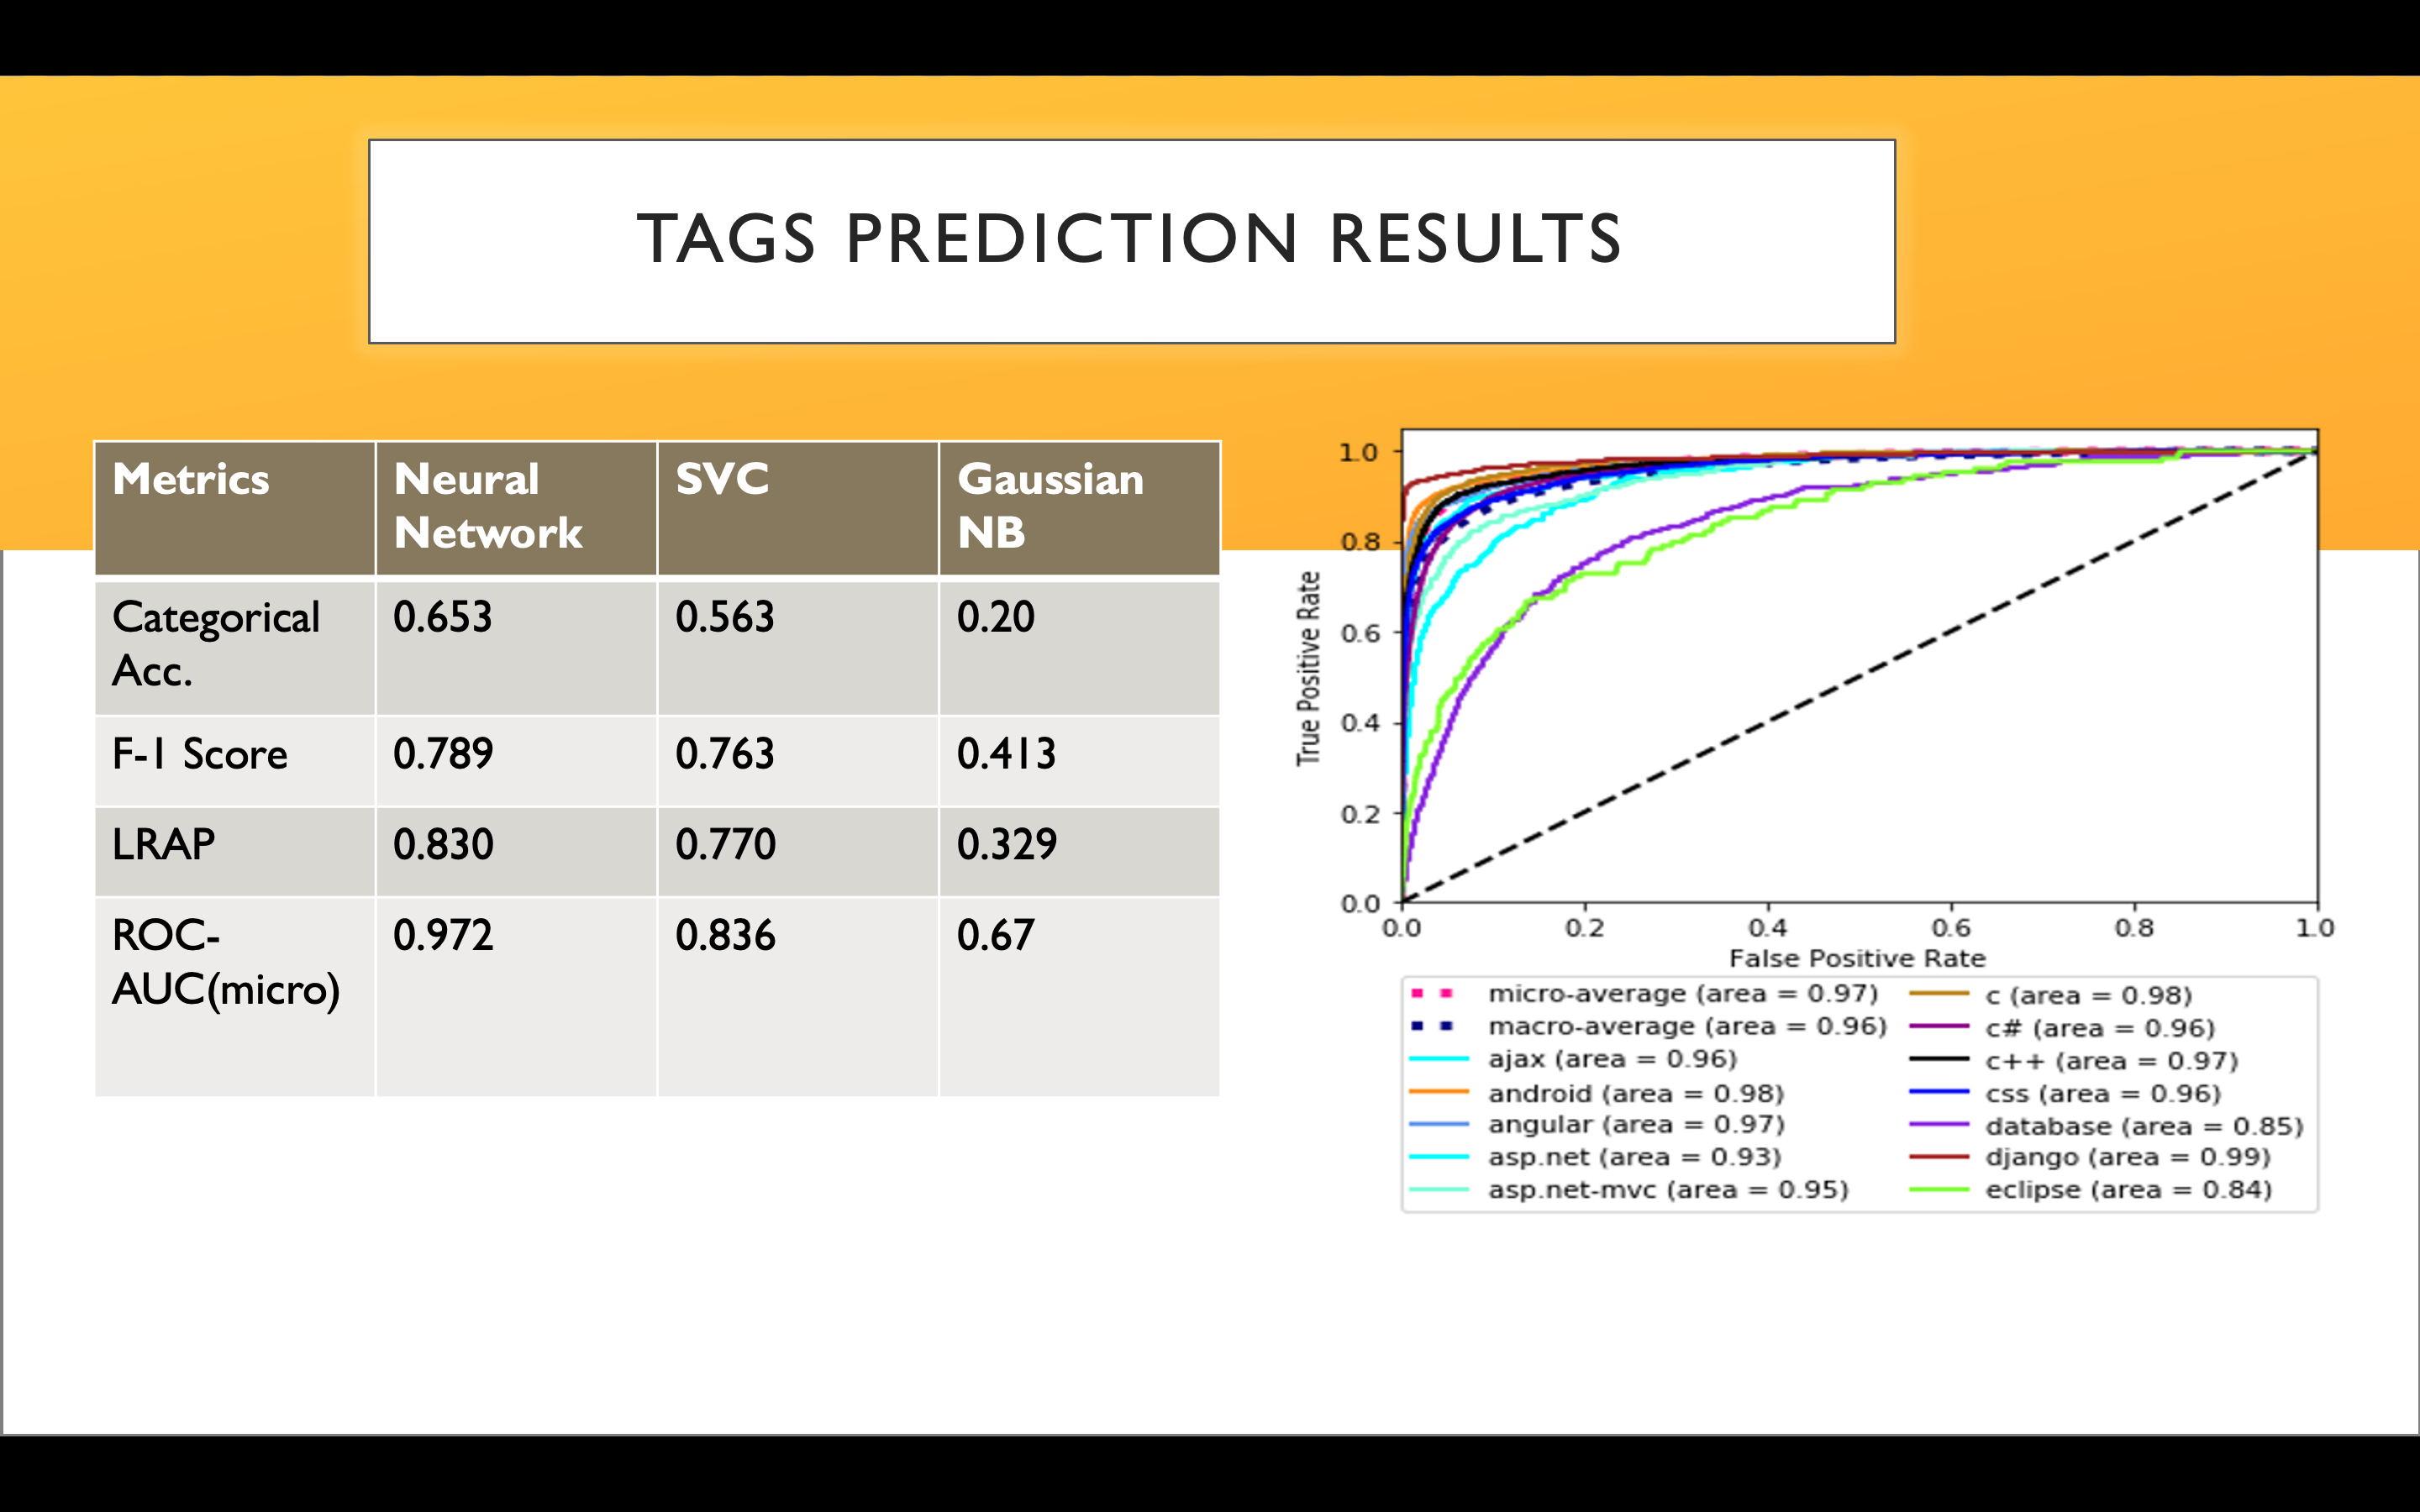 TAGS PREDICTION RESULTS
Metrics
Neural
Network
SVC
Gaussian
NB
Categorical
Acc.
0.653
0.563
0.20
F-1 Score
0.789
0.763
0.413
LRAP
0.830
0.770
0.329
ROC-
AUC(micro)
0.972
0.836
0.67
True Positive Rate
1.0
0.8
0.6
0.4
0.2
0.0
0.0 0.2 0.4 0.6 0.8 1.0
False Positive Rate
micro-average (area = 0.97)
macro-average (area = 0.96)
ajax (area = 0.96)
android (area = 0.98)
angular (area = 0.97)
asp.net (area = 0.93)
asp.net-mvc (area = 0.95)
c (area = 0.98)
c# (area = 0.96)
c++ (area = 0.97)
css (area = 0.96)
database (area = 0.85)
django (area = 0.99)
eclipse (area = 0.84)